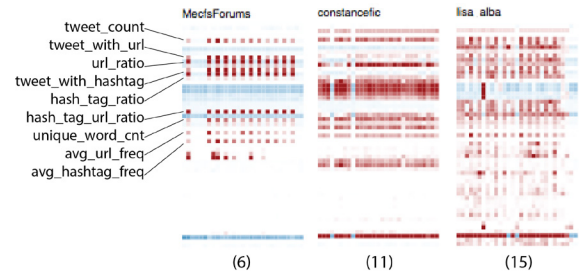 MecfsForums constancefic lisa alba
tweet_count
tweet_with_url
url_ratio
tweet_with_hashtag
hash_tag_ratio
hash_tag_url_ratio
unique_word_cnt
avg_url_freq
avg_hashtag_freq
(6) (11) (15)